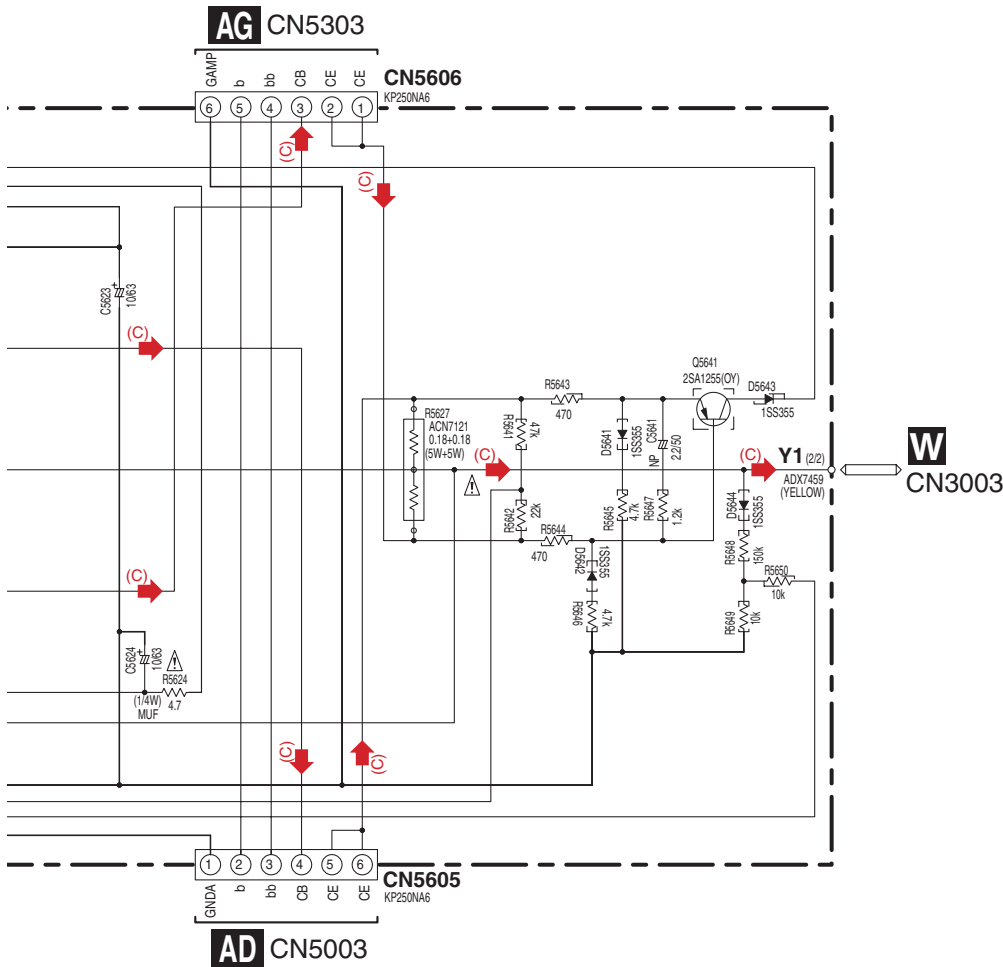 AG CN5303
GAMP
b
bb
CB
CE
CE
CN5606
KP250NA6
6
5
4
3
2
1
(C)
(C)
C5623
+
10/63
(C)
Q5641
2SA1255(OY)
R5643
470
D5643
1SS355
R5627
ACN7121
0.18+0.18
(5W+5W)
R5641
47k
D5641
1SS355
NP
C5641
2.2/50
(C)
(C)
Y1 (2/2)
ADX7459
(YELLOW)
W
CN3003
R5642
22k
R5645
4.7k
R5647
1.2k
D5644
1SS355
R5644
470
R5648
150k
D5642
1SS355
R5650
10k
(C)
R5646
4.7k
R5649
10k
C5624
+
10/63
R5624
4.7
(1/4W)
MUF
(C)
(C)
1
2
3
4
5
6
GNDA
b
bb
CB
CE
CE
CN5605
KP250NA6
AD CN5003